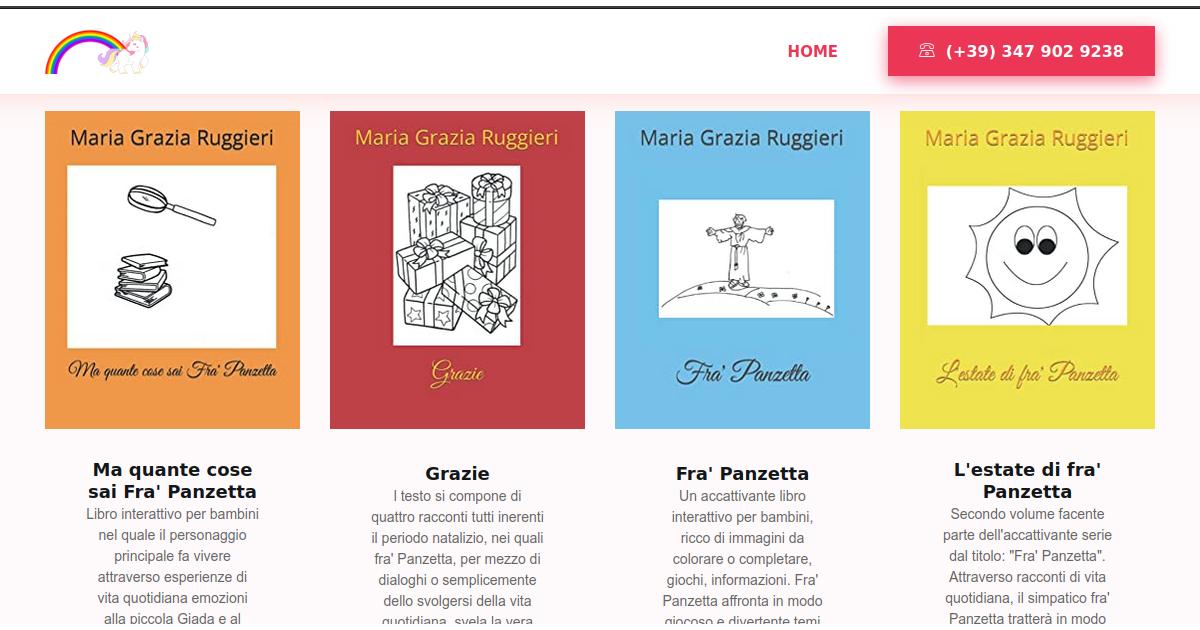 HOME
(+39) 347 902 9238
Maria Grazia Ruggieri
Ma quante cose sai Fra' Panzetta
Maria Grazia Ruggieri
Grazie
Maria Grazia Ruggieri
Fra' Panzetta
Maria Grazia Ruggieri
L'estate di fra' Panzetta
Ma quante cose
sai Fra' Panzetta
Libro interattivo per bambini
nel quale il personaggio
principale fa vivere
attraverso esperienze di
vita quotidiana emozioni
alla piccola Giada e al
Grazie
l testo si compone di
quattro racconti tutti inerenti
il periodo natalizio, nei quali
fra' Panzetta, per mezzo di
dialoghi o semplicemente
dello svolgersi della vita
quotidiana, svela la vera
Fra' Panzetta
Un accattivante libro
interattivo per bambini,
ricco di immagini da
colorare o completare,
giochi, informazioni. Fra'
Panzetta affronta in modo
giocoso e divertente temi
L'estate di fra'
Panzetta
Secondo volume facente
parte dell'accattivante serie
dal titolo: "Fra' Panzetta".
Attraverso racconti di vita
quotidiana, il simpatico fra'
Panzetta tratterà in modo